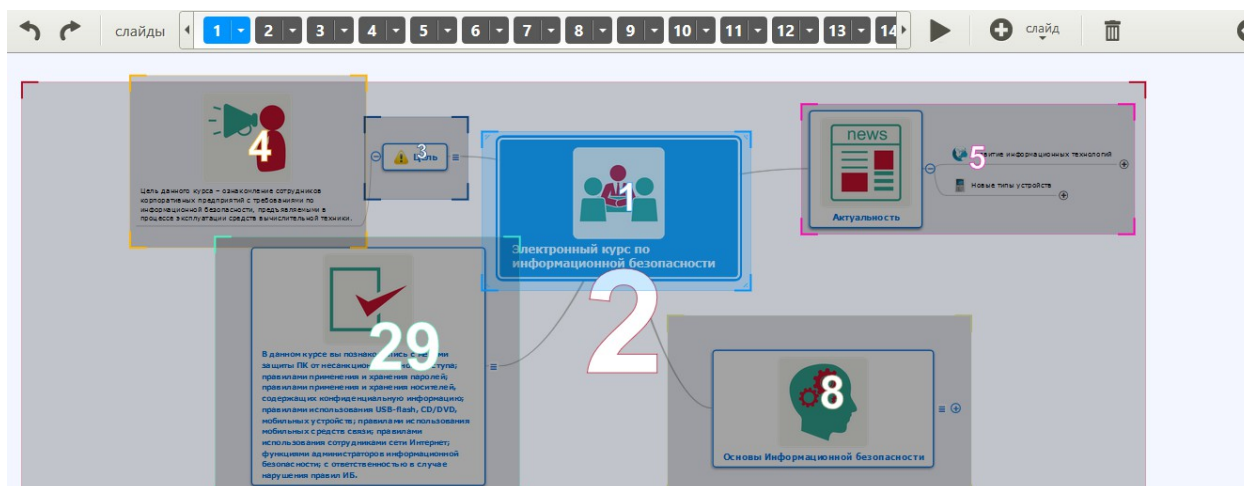 слайды 1 2 3 4 5 6 7 8 9 10 11 12 13 14 слайд
4
Цель данного курса – ознакомление сотрудников
корпоративных предприятий с требованиями по
информационной безопасности, предъявляемыми в
процессе эксплуатации средств вычислительной техники.
3
Цель
1
Электронный курс по
информационной безопасности
2
news
Актуальность
5
информационных технологий
Новые типы устройств
29
В данном курсе вы
защиты ПК от
правилами применения и хранения паролей;
правилами применения и хранения носителей,
содержащих конфиденциальную информацию;
правилами использования USB-flash, CD/DVD,
мобильных устройств; правилами использования
мобильных средств связи; правилами
использования сотрудниками сети Интернет;
функциями администраторов информационной
безопасности; с ответственностью в случае
нарушения правил ИБ.
8
Основы Информационной безопасности